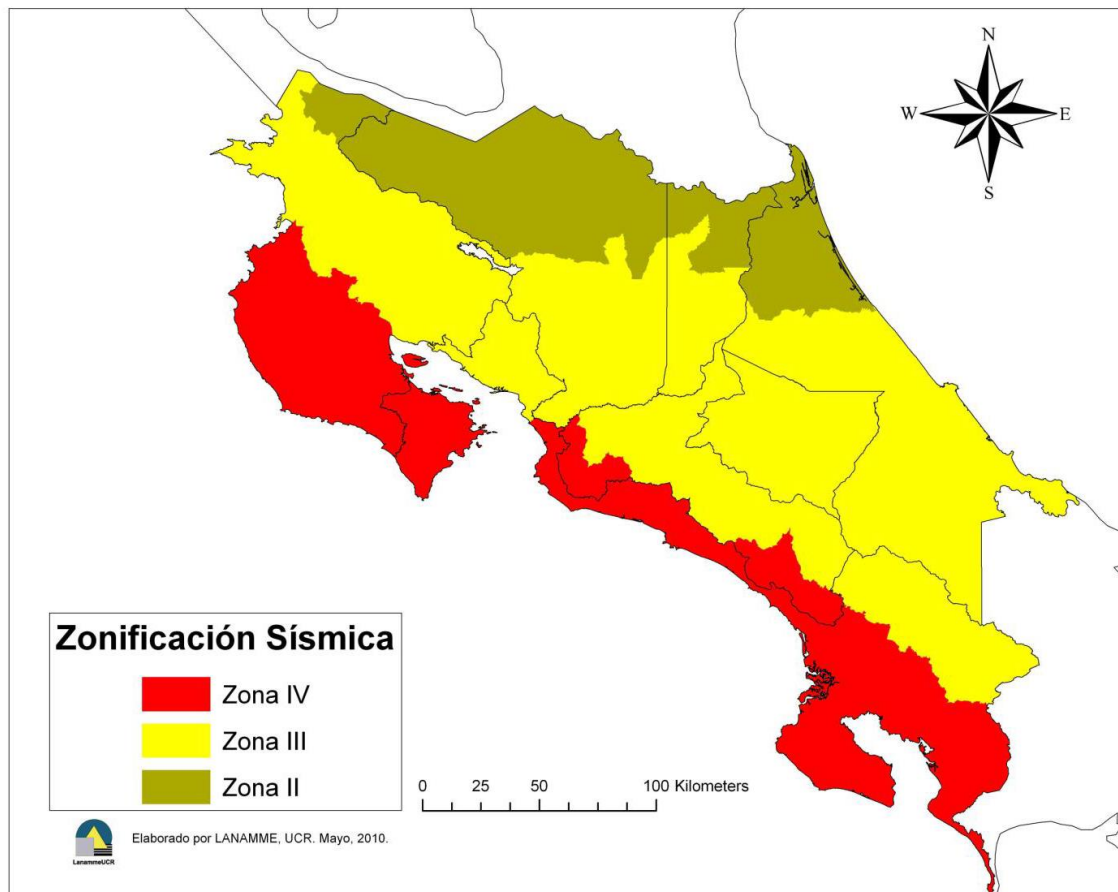 N
W E
S
Zonificación Sísmica
Zona IV
Zona III
Zona II
0 25 50 100 Kilometers
Elaborado por LANAMME, UCR. Mayo, 2010.
LanammeUCR